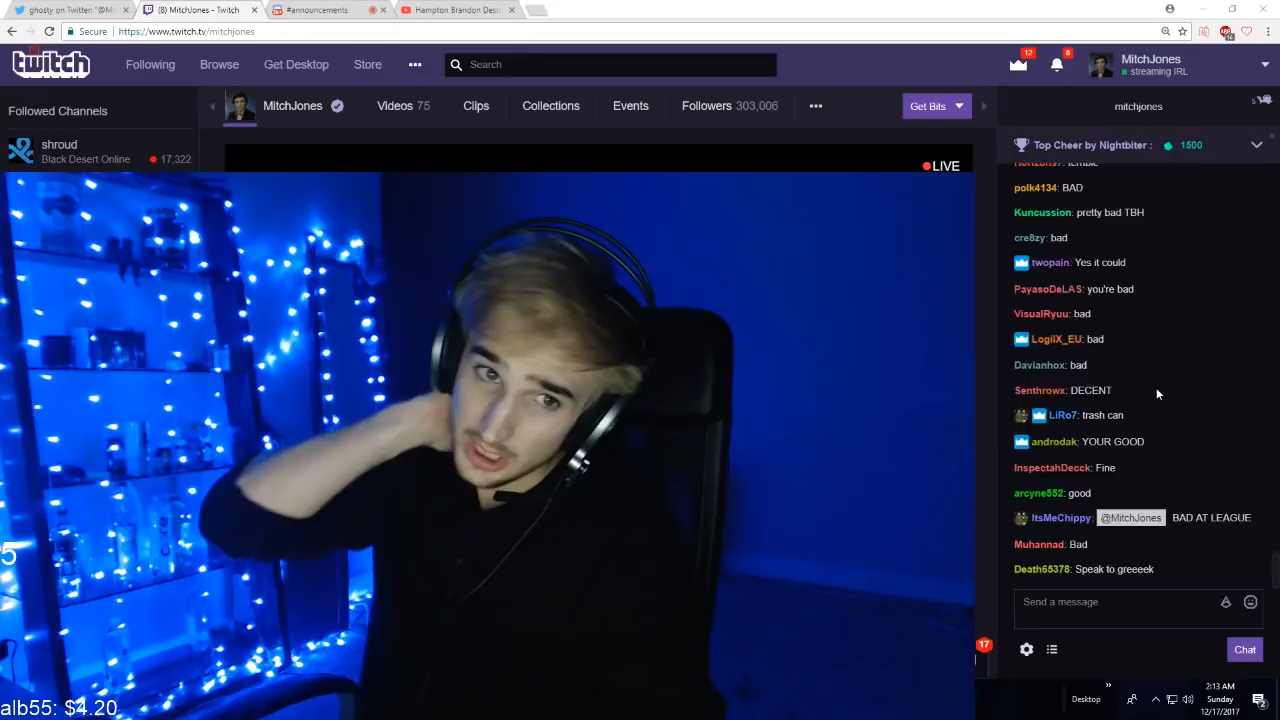 ghosty on Twitter: "@Mi
(8) MitchJones - Twitch
#announcements
Hampton Brandon Dest
Secure
https://www.twitch.tv/mitchjones
twitch
Following
Browse
Get Desktop
Store
Search
12
8
MitchJones
streaming IRL
Followed Channels
shroud
Black Desert Online
17,322
MitchJones
Videos 75
Clips
Collections
Events
Followers 303,006
Get Bits
LIVE
mitchjones
Top Cheer by Nightbiter :
1500
polk4134: BAD
Kuncussion: pretty bad TBH
cre8zy: bad
twopain: Yes it could
PayasoDeLAS: you're bad
VisualRyuu: bad
LogiiX_EU: bad
Davianhox: bad
Senthrowx: DECENT
LiRo7: trash can
androdak: YOUR GOOD
InspectahDecck: Fine
arcyne552: good
ItsMeChippy: @MitchJones BAD AT LEAGUE
Muhannad: Bad
Death65378: Speak to greeeek
Send a message
Chat
17
5
alb55: $4.20
Desktop
2:13 AM
Sunday
12/17/2017
2